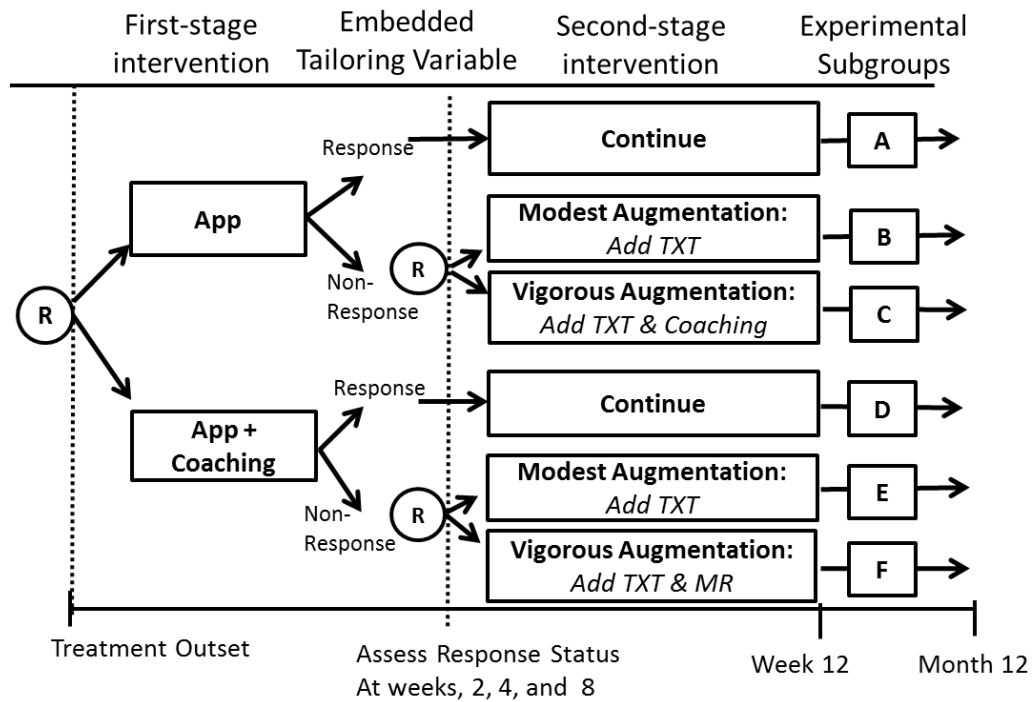 First-stage
intervention
Embedded
Tailoring Variable
Second-stage
intervention
Experimental
Subgroups
R
App
Response
Non-
Response
R
Continue
A
Modest Augmentation:
Add TXT
B
Vigorous Augmentation:
Add TXT & Coaching
C
App +
Coaching
Response
Non-
Response
R
Continue
D
Modest Augmentation:
Add TXT
E
Vigorous Augmentation:
Add TXT & MR
F
Treatment Outset
Assess Response Status
At weeks, 2, 4, and 8
Week 12
Month 12